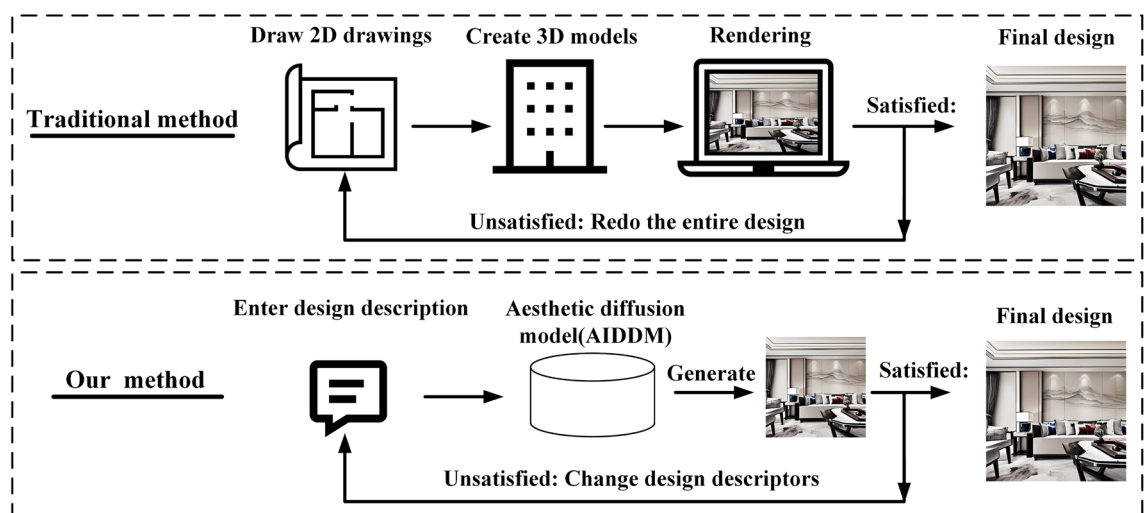 Draw 2D drawings
Create 3D models
Rendering
Final design
Traditional method
Satisfied:
Unsatisfied: Redo the entire design
Enter design description
Aesthetic diffusion
model(AIDDM)
Final design
Our method
Generate
Satisfied:
Unsatisfied: Change design descriptors